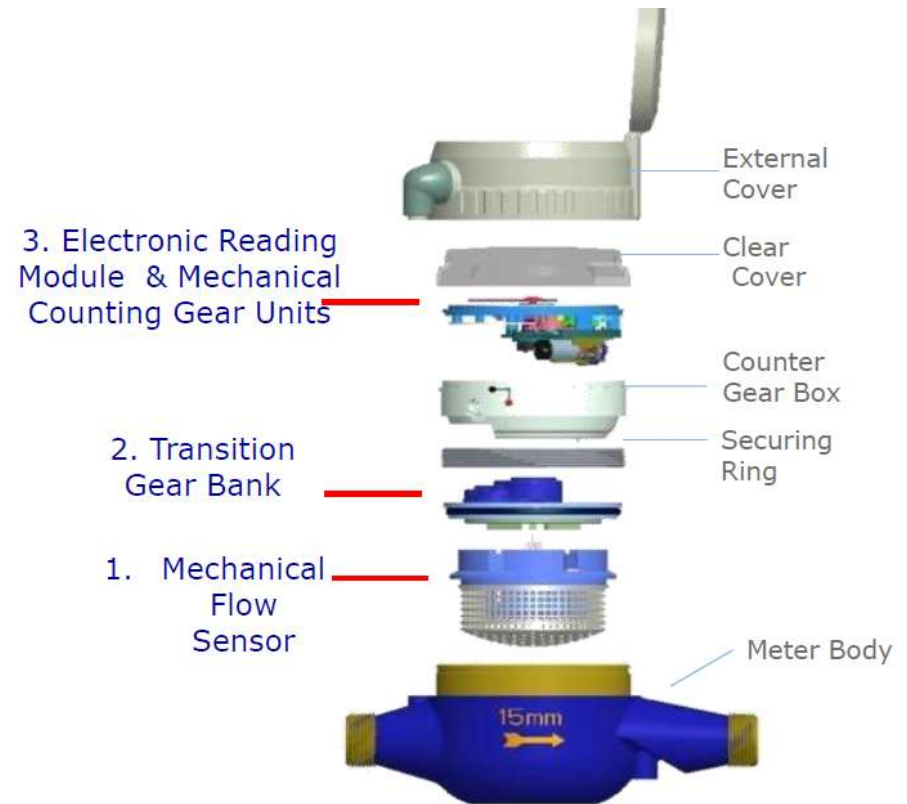 External
Cover
3. Electronic Reading
Module & Mechanical
Counting Gear Units
Clear
Cover
Counter
Gear Box
2. Transition
Gear Bank
Securing
Ring
1. Mechanical
Flow
Sensor
Meter Body
15mm